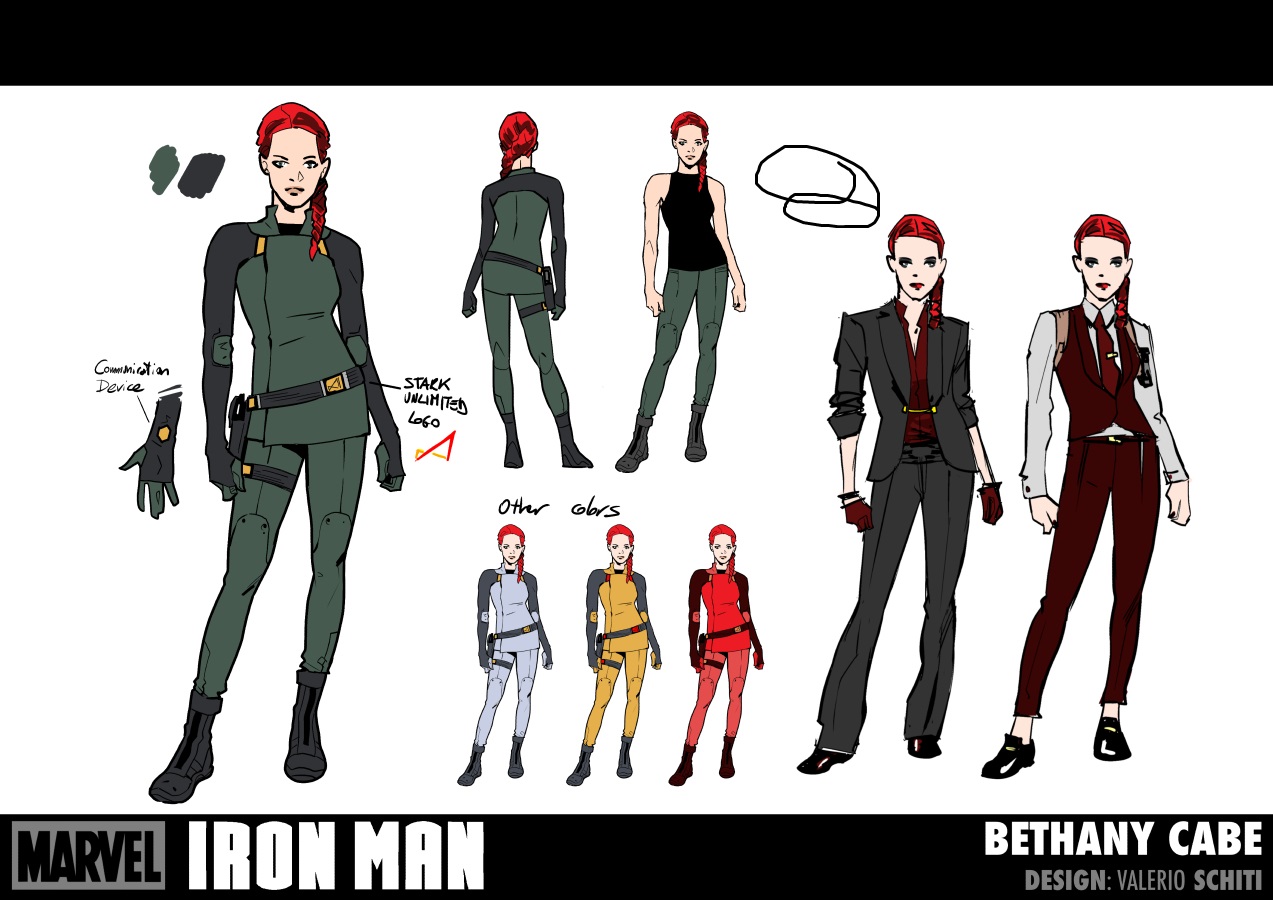 Communication
Device
STARK
UNLIMITED
LOGO
Other colors
MARVEL
IRON MAN
BETHANY CABE
DESIGN: VALERIO SCHITI